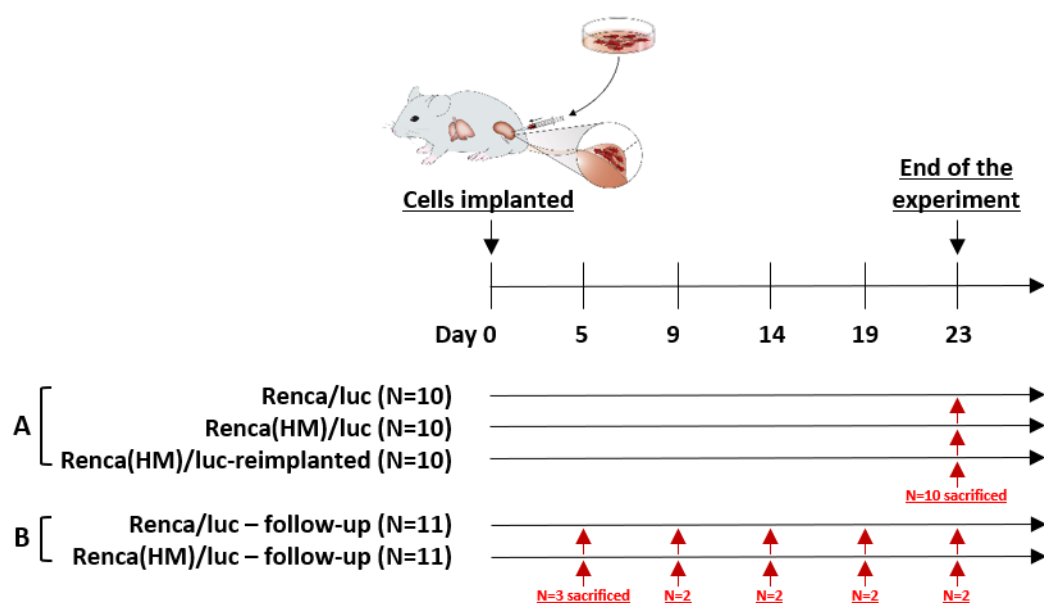 Cells implanted
End of the
experiment
Day 0 5 9 14 19 23
A
Renca/luc (N=10)
Renca(HM)/luc (N=10)
Renca(HM)/luc-reimplanted (N=10)
N=10 sacrificed
B
Renca/luc – follow-up (N=11)
Renca(HM)/luc – follow-up (N=11)
N=3 sacrificed N=2 N=2 N=2 N=2